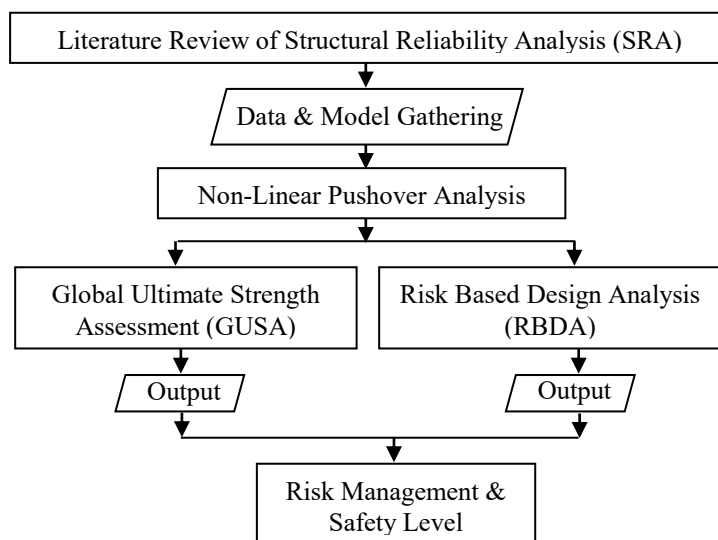 Literature Review of Structural Reliability Analysis (SRA)
Data & Model Gathering
Non-Linear Pushover Analysis
Global Ultimate Strength
Assessment (GUSA)
Risk Based Design Analysis
(RBDA)
Output
Output
Risk Management &
Safety Level